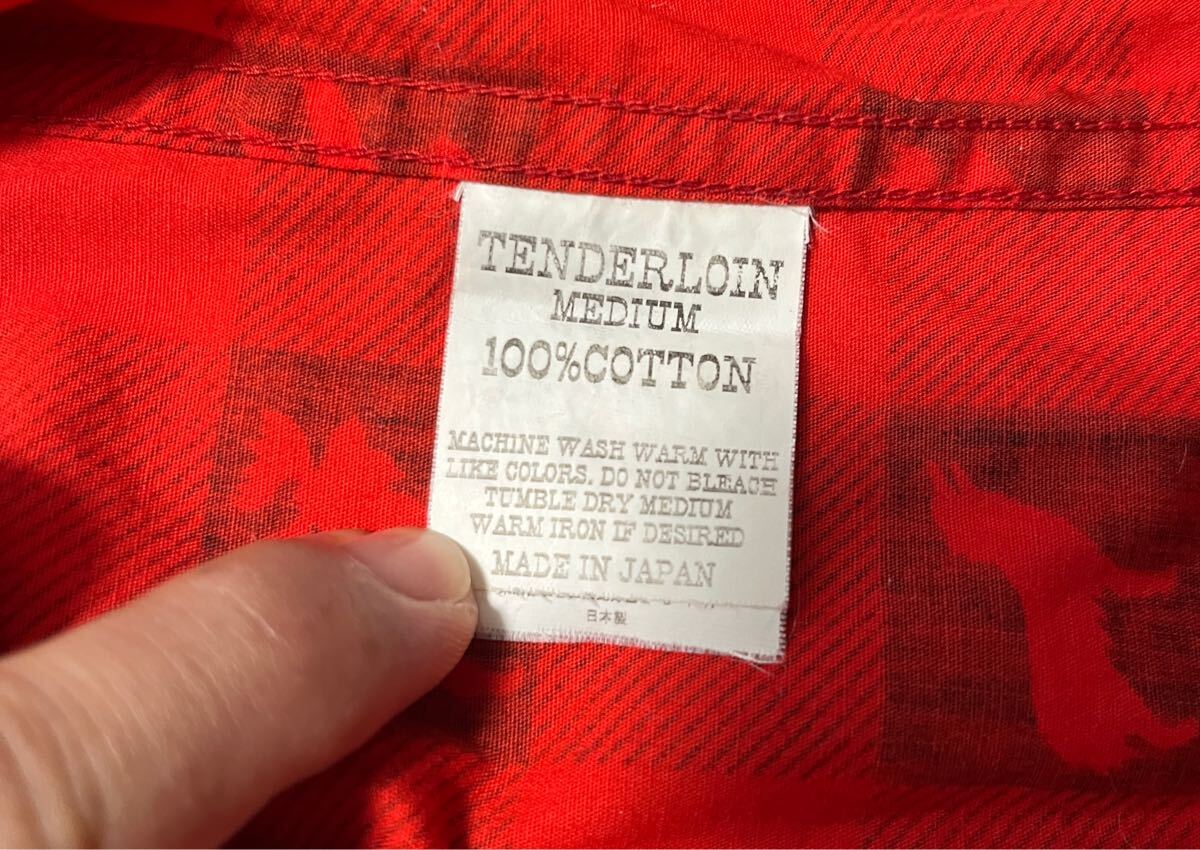 TENDERLOIN
MEDIUM
100%COTTON
MACHINE WASH WARM WITH
LIKE COLORS. DO NOT BLEACH
TUMBLE DRY MEDIUM
WARM IRON IF DESIRED
MADE IN JAPAN
日本製